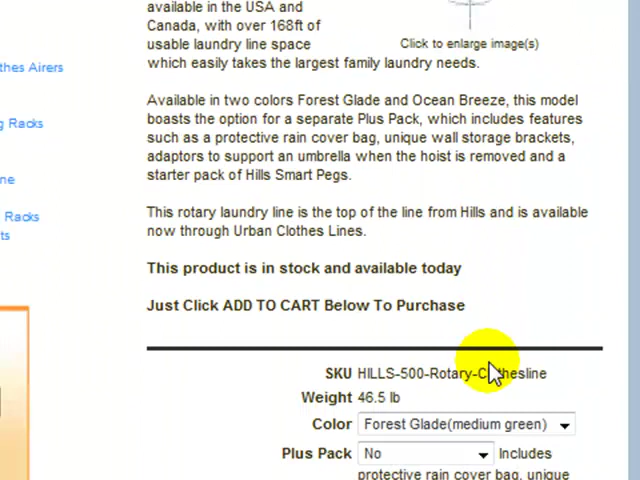 available in the USA and
Canada, with over 168ft of
usable laundry line space
Click to enlarge image(s)
which easily takes the largest family laundry needs.
thes Airers
Available in two colors Forest Glade and Ocean Breeze, this model
boasts the option for a separate Plus Pack, which includes features
g Racks
such as a protective rain cover bag, unique wall storage brackets,
adaptors to support an umbrella when the hoist is removed and a
starter pack of Hills Smart Pegs.
ne
This rotary laundry line is the top of the line from Hills and is available
Racks
now through Urban Clothes Lines.
ts
This product is in stock and available today
Just Click ADD TO CART Below To Purchase
SKU HILLS-500-Rotary-Clothesline
Weight 46.5 lb
Color Forest Glade(medium green)
Plus Pack No Includes
protective rain cover bag, unique